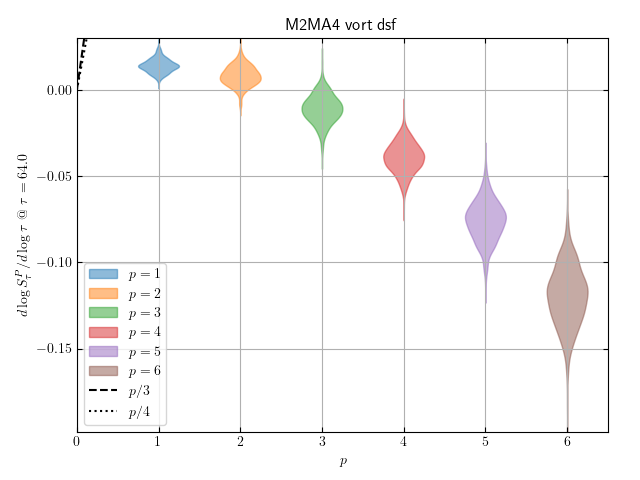 M2MA4 vort dsf
d log S_τ^P / d log τ @ τ = 64.0
0.00
−0.05
−0.10
−0.15
p = 1
p = 2
p = 3
p = 4
p = 5
p = 6
p/3
p/4
0 1 2 3 4 5 6
p